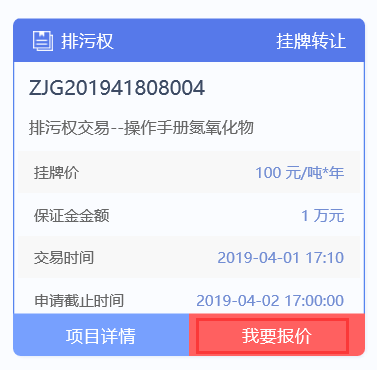 排污权 挂牌转让
ZJG201941808004
排污权交易--操作手册氮氧化物
挂牌价 100 元/吨*年
保证金金额 1 万元
交易时间 2019-04-01 17:10
申请截止时间 2019-04-02 17:00:00
项目详情 我要报价